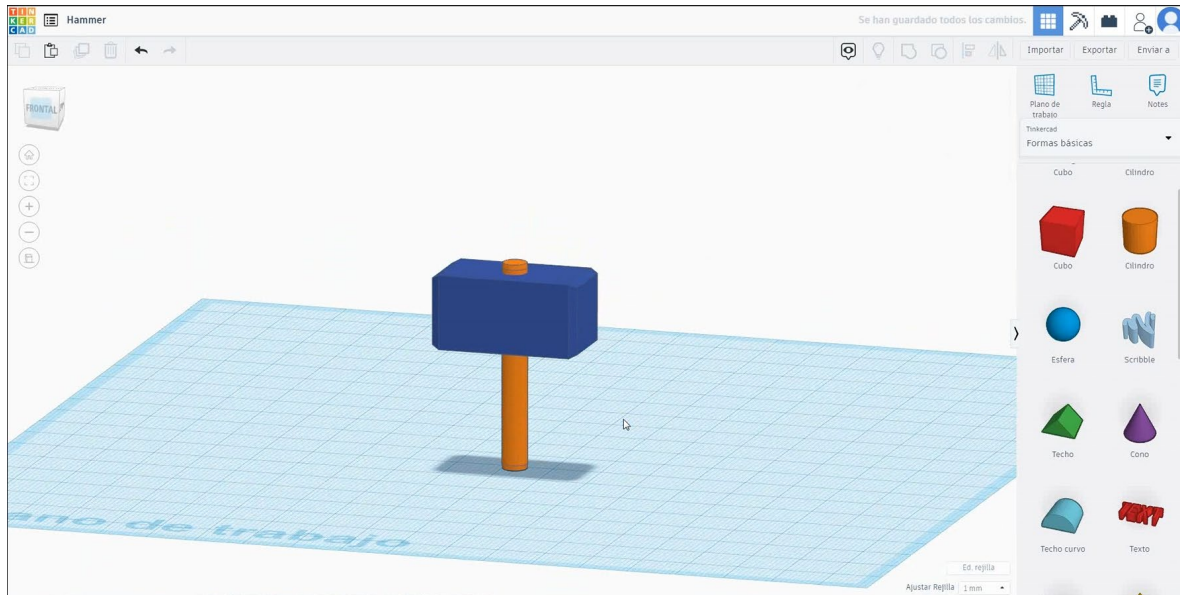 TIN
KER
CAD
Hammer
Se han guardado todos los cambios.
Importar
Exportar
Enviar a
FRONTAL
Plano de
trabajo
Regla
Notes
Tinkercad
Formas básicas
Cubo
Cilindro
Cubo
Cilindro
Esfera
Scribble
Techo
Cono
TEXT
Techo curvo
Texto
ano de trabajo
Ed. rejilla
Ajustar Rejilla
1 mm